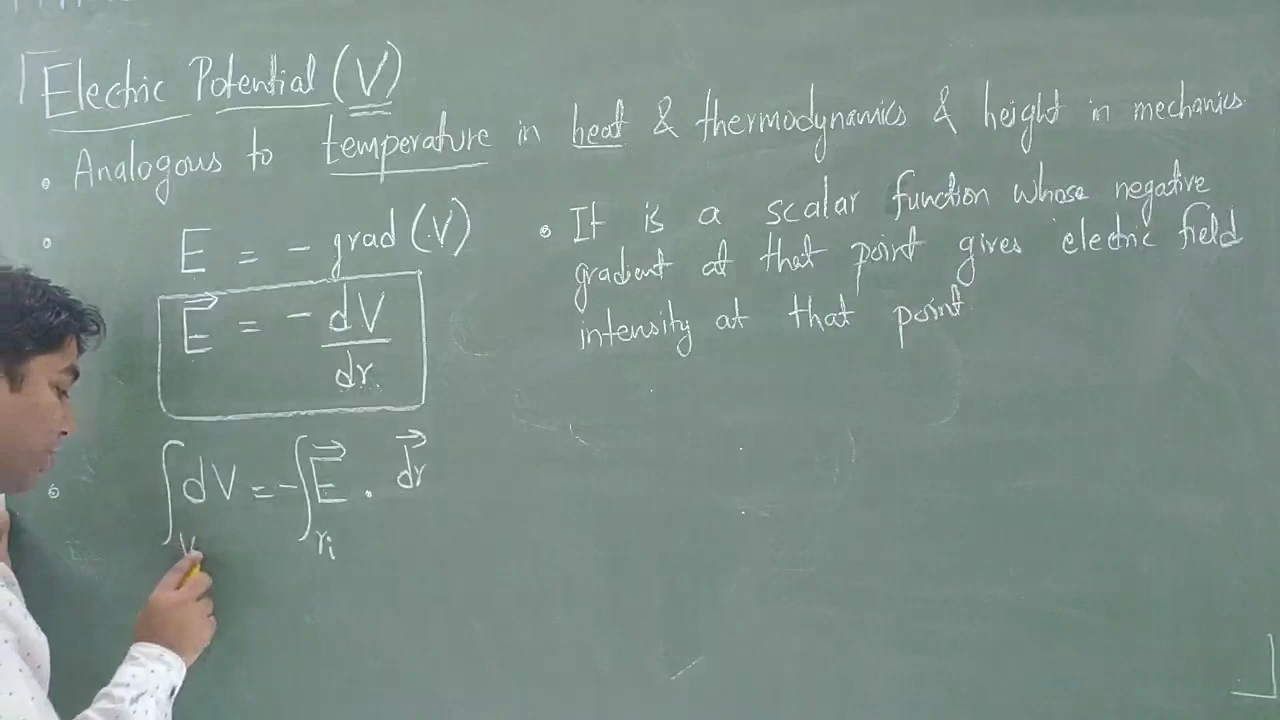 Electric Potential (V)
• Analogous to temperature in heat & thermodynamics & height in mechanics.
• E = - grad (V)
E⃗ = - dV/dr
• ∫dV = -∫_{r_i} E⃗ . dr⃗
V
• It is a scalar function whose negative
gradient at that point gives electric field
intensity at that point.